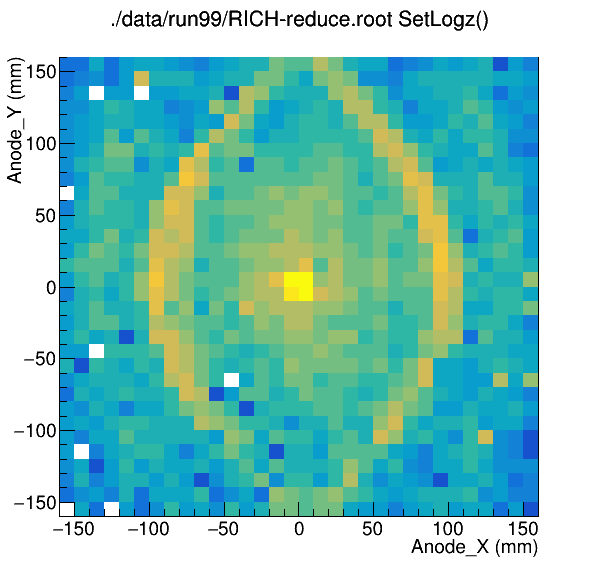 ./data/run99/RICH-reduce.root SetLogz()
Anode_Y (mm)
150
100
50
0
−50
−100
−150
−150 −100 −50 0 50 100 150
Anode_X (mm)